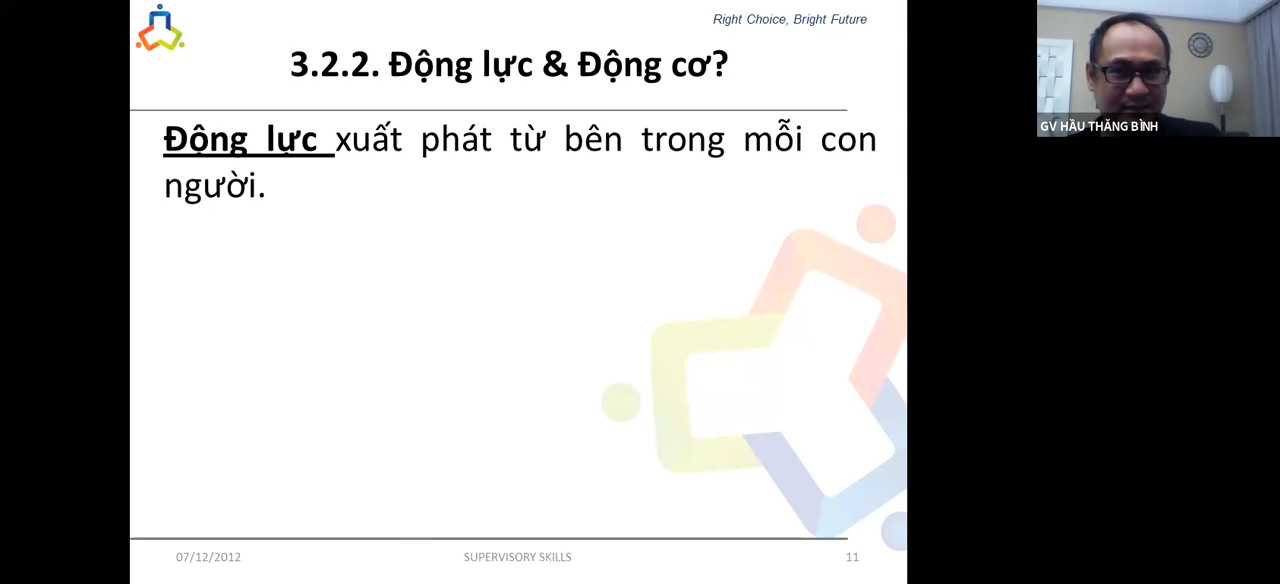 Right Choice, Bright Future
3.2.2. Động lực & Động cơ?
Động lực xuất phát từ bên trong mỗi con
người.
GV HẦU THĂNG BÌNH
07/12/2012 SUPERVISORY SKILLS 11